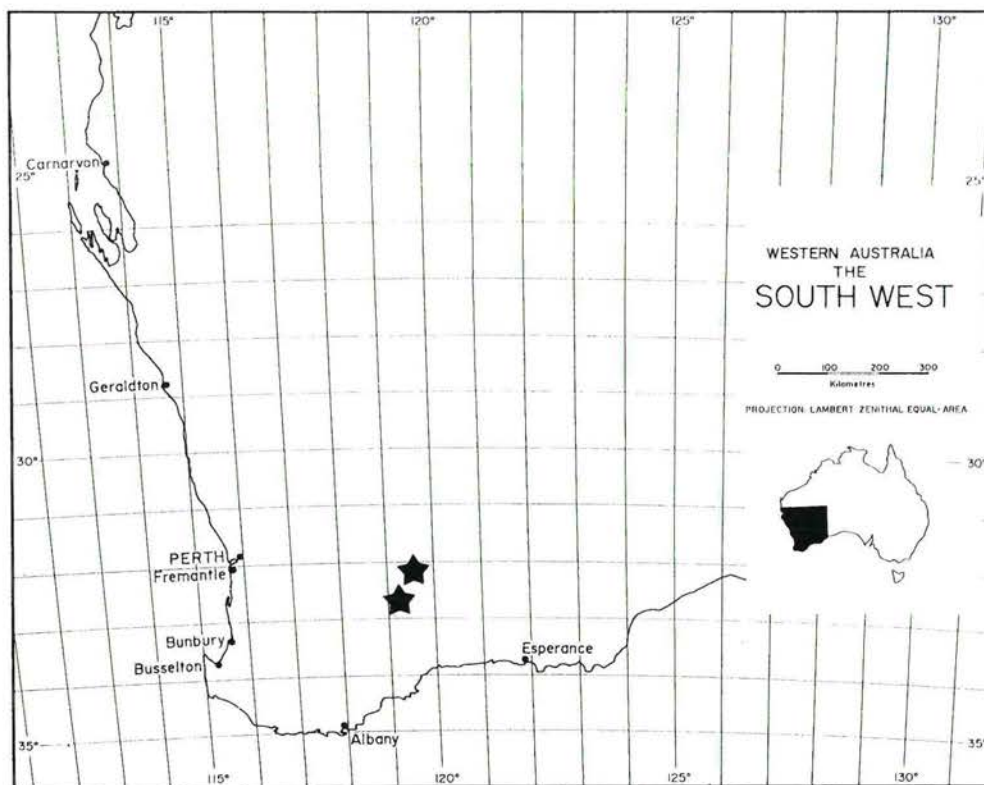 115°
120°
125°
130°
Carnarvon
25°
25°
WESTERN AUSTRALIA
THE
SOUTH WEST
0 100 200 300
Kilometres
PROJECTION: LAMBERT ZENITHAL EQUAL-AREA
Geraldton
30°
30°
PERTH
Fremantle
Bunbury
Busselton
Esperance
Albany
35°
35°
115°
120°
125°
130°